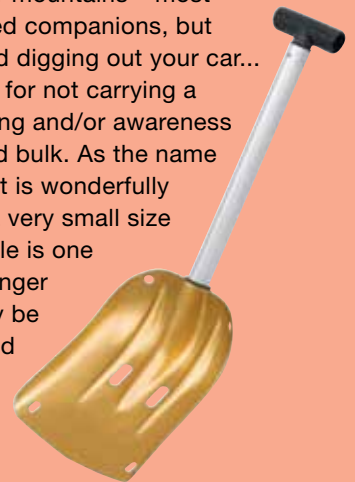 mountains – most
ed companions, but
d digging out your car...
for not carrying a
ng and/or awareness
d bulk. As the name
t is wonderfully
very small size
le is one
nger
be
d